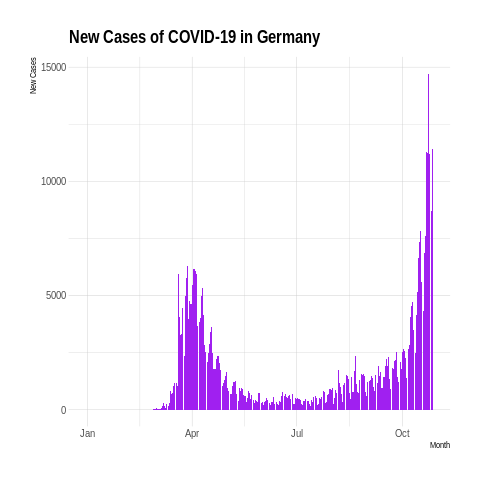 New Cases of COVID-19 in Germany
New Cases
15000
10000
5000
0
Jan Apr Jul Oct
Month